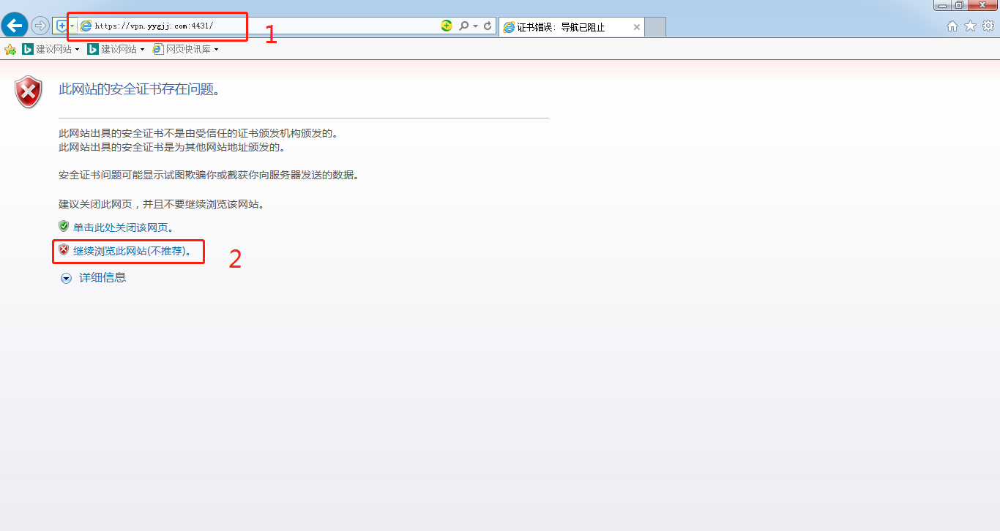 https://vpn.yygjj.com:4431/
证书错误: 导航已阻止
1
建议网站
建议网站
网页快讯库
此网站的安全证书存在问题。
此网站出具的安全证书不是由受信任的证书颁发机构颁发的。
此网站出具的安全证书是为其他网站地址颁发的。
安全证书问题可能显示试图欺骗你或截获你向服务器发送的数据。
建议关闭此网页，并且不要继续浏览该网站。
单击此处关闭该网页。
继续浏览此网站(不推荐)。
2
详细信息